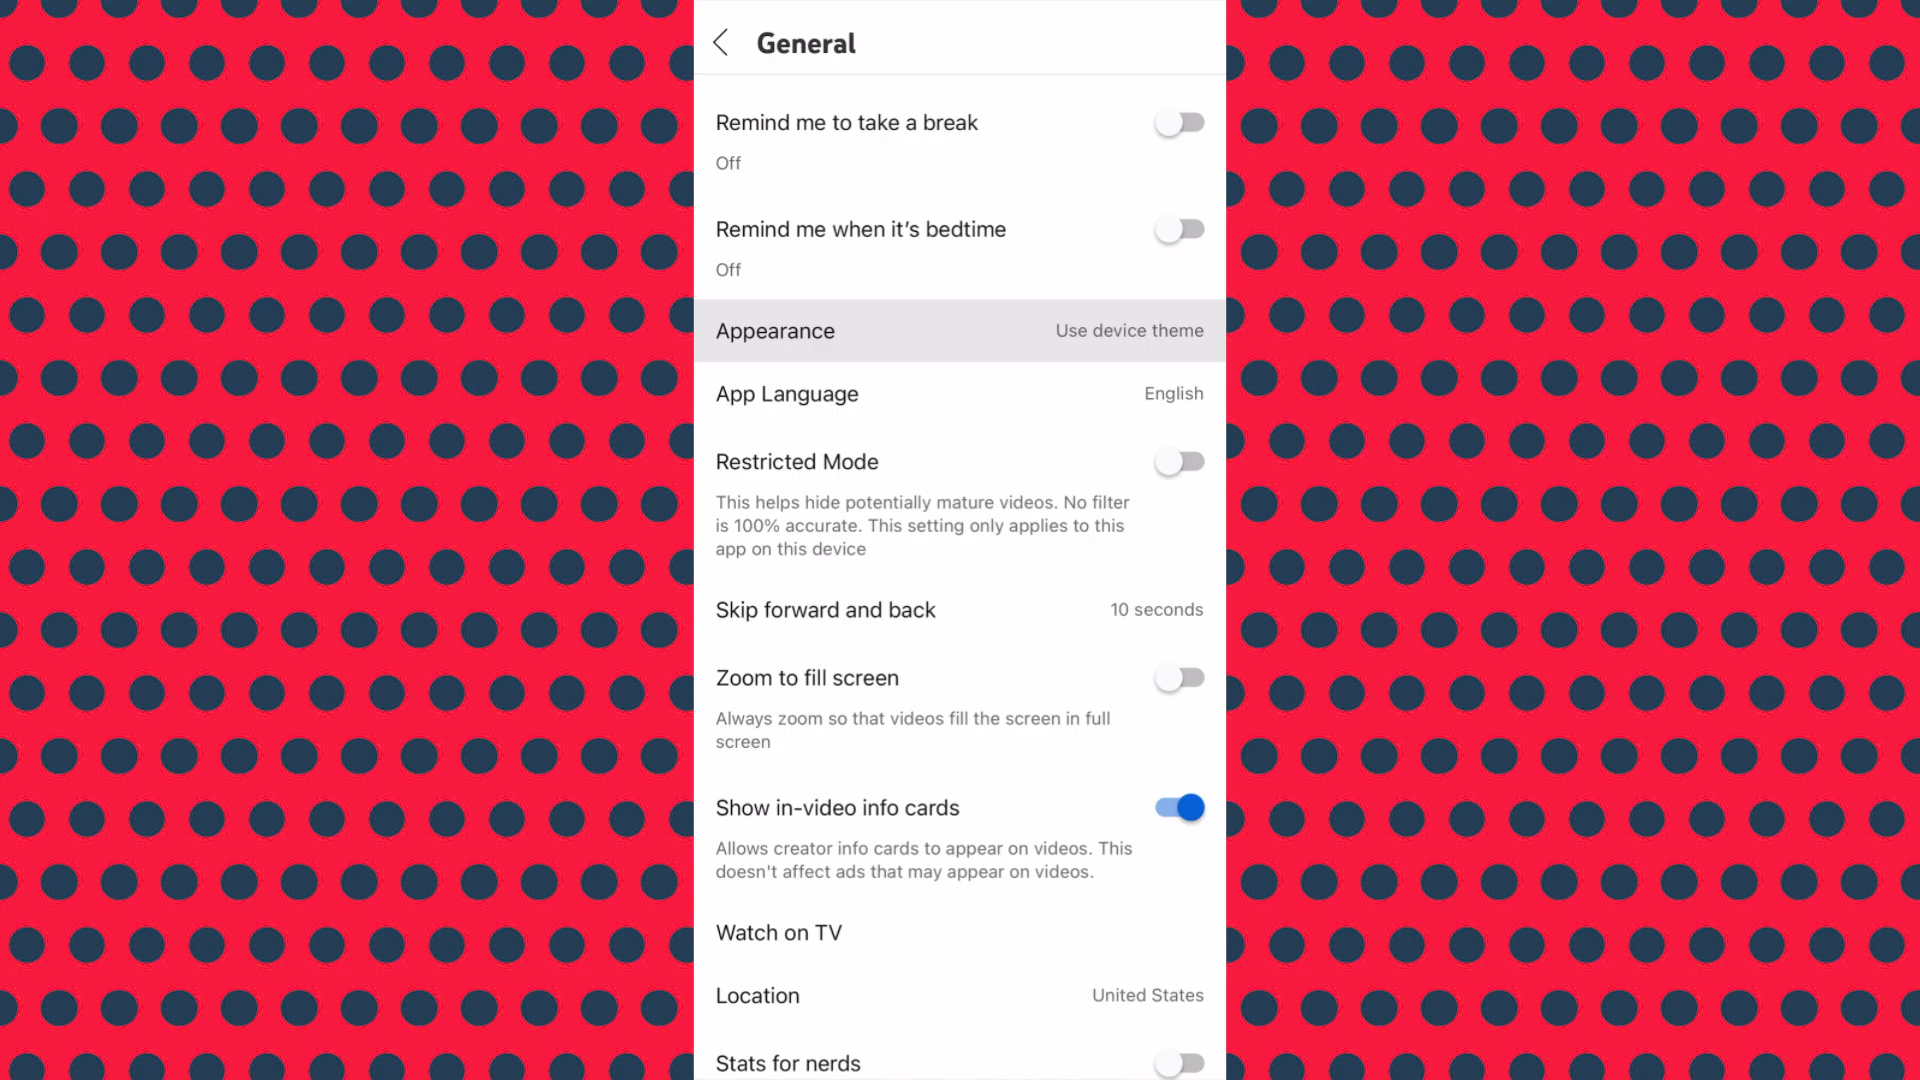 General
Remind me to take a break
Off
Remind me when it’s bedtime
Off
Appearance Use device theme
App Language English
Restricted Mode
This helps hide potentially mature videos. No filter
is 100% accurate. This setting only applies to this
app on this device
Skip forward and back 10 seconds
Zoom to fill screen
Always zoom so that videos fill the screen in full
screen
Show in-video info cards
Allows creator info cards to appear on videos. This
doesn't affect ads that may appear on videos.
Watch on TV
Location United States
Stats for nerds